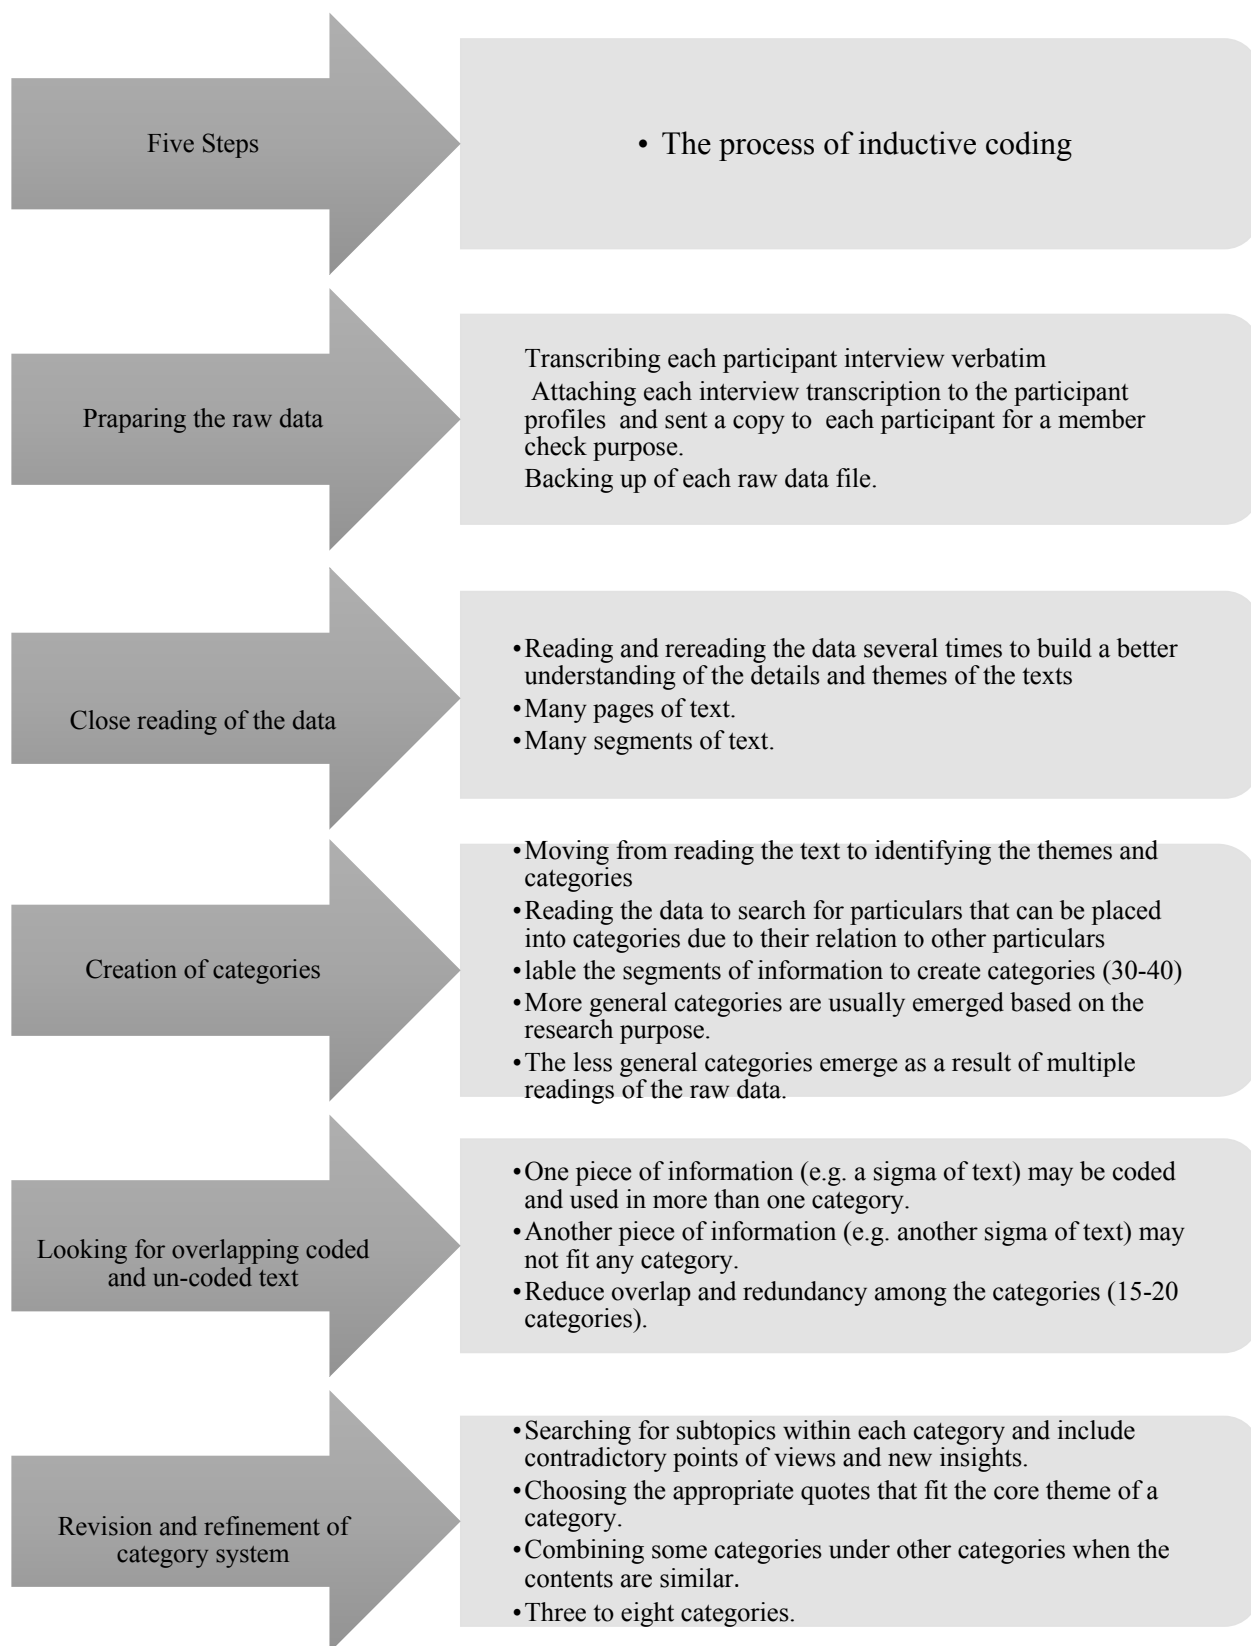 Five Steps
• The process of inductive coding
Praparing the raw data
Transcribing each participant interview verbatim
Attaching each interview transcription to the participant
profiles and sent a copy to each participant for a member
check purpose.
Backing up of each raw data file.
Close reading of the data
•Reading and rereading the data several times to build a better
understanding of the details and themes of the texts
•Many pages of text.
•Many segments of text.
Creation of categories
•Moving from reading the text to identifying the themes and
categories
•Reading the data to search for particulars that can be placed
into categories due to their relation to other particulars
•lable the segments of information to create categories (30-40)
•More general categories are usually emerged based on the
research purpose.
•The less general categories emerge as a result of multiple
readings of the raw data.
Looking for overlapping coded
and un-coded text
•One piece of information (e.g. a sigma of text) may be coded
and used in more than one category.
•Another piece of information (e.g. another sigma of text) may
not fit any category.
•Reduce overlap and redundancy among the categories (15-20
categories).
Revision and refinement of
category system
•Searching for subtopics within each category and include
contradictory points of views and new insights.
•Choosing the appropriate quotes that fit the core theme of a
category.
•Combining some categories under other categories when the
contents are similar.
•Three to eight categories.